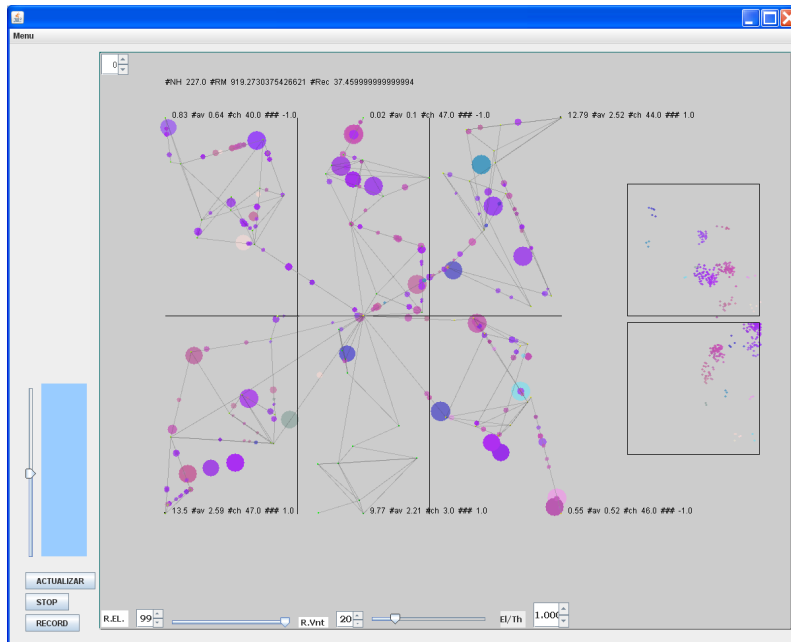 Menu
0
#NH 227.0 #RM 919.2730375426621 #Rec 37.459999999999994
0.83 #av 0.64 #ch 40.0 ### -1.0
0.02 #av 0.1 #ch 47.0 ### -1.0
12.79 #av 2.52 #ch 44.0 ### 1.0
13.5 #av 2.59 #ch 47.0 ### 1.0
9.77 #av 2.21 #ch 3.0 ### 1.0
0.55 #av 0.52 #ch 46.0 ### -1.0
ACTUALIZAR
STOP
RECORD
R.EL. 99
R.Vnt 20
El/Th